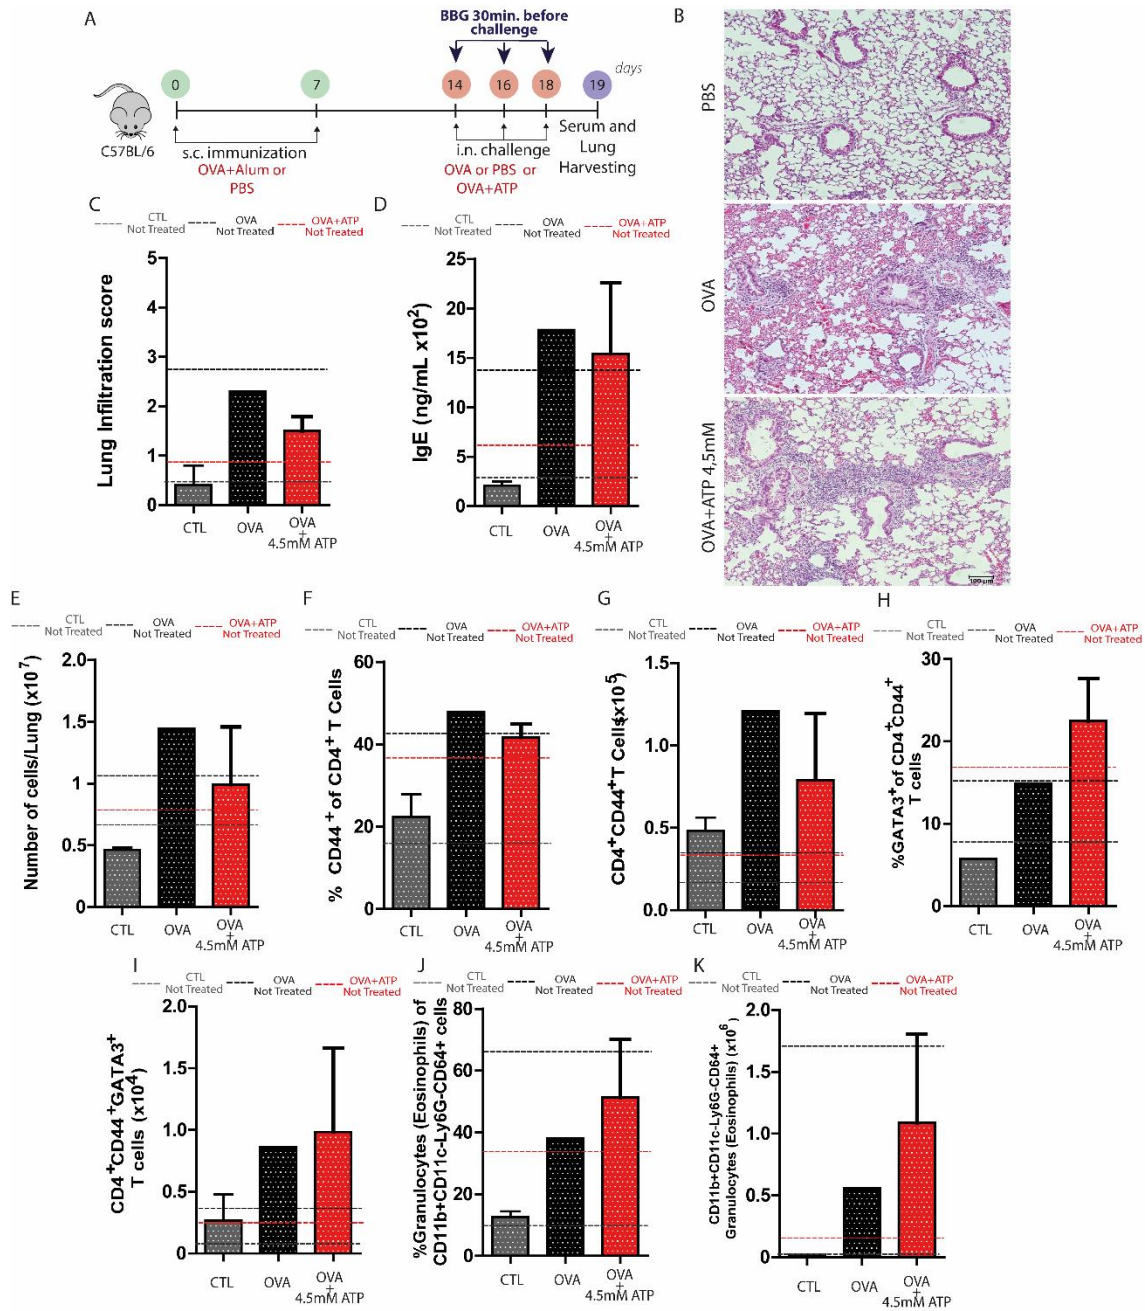 A
BBG 30min. before
challenge
0
7
14
16
18
19
days
C57BL/6
s.c. immunization
OVA+Alum or
PBS
i.n. challenge
OVA or PBS or
OVA+ATP
Serum and
Lung
Harvesting
B
PBS
OVA
OVA+ATP 4,5mM
100 µm
C
CTL
Not Treated
OVA
Not Treated
OVA+ATP
Not Treated
Lung Infiltration score
5
4
3
2
1
0
CTL
OVA
OVA
+
4.5mM ATP
D
CTL
Not Treated
OVA
Not Treated
OVA+ATP
Not Treated
IgE (ng/mL x10²)
25
20
15
10
5
0
CTL
OVA
OVA
+
4.5mM ATP
E
CTL
Not Treated
OVA
Not Treated
OVA+ATP
Not Treated
Number of cells/Lung (x10⁷)
2.0
1.5
1
0.5
0
CTL
OVA
OVA
+
4.5mM ATP
F
CTL
Not Treated
OVA
Not Treated
OVA+ATP
Not Treated
% CD44⁺ of CD4⁺ T Cells
60
40
20
0
CTL
OVA
OVA
+
4.5mM ATP
G
CTL
Not Treated
OVA
Not Treated
OVA+ATP
Not Treated
CD4⁺CD44⁺T Cells(x10⁵)
1.5
1.0
0.5
0.0
CTL
OVA
OVA
+
4.5mM ATP
H
CTL
Not Treated
OVA
Not Treated
OVA+ATP
Not Treated
%GATA3⁺ of CD4⁺CD44⁺
T cells
30
20
10
0
CTL
OVA
OVA
+
4.5mM ATP
I
CTL
Not Treated
OVA
Not Treated
OVA+ATP
Not Treated
CD4⁺CD44⁺GATA3⁺
T cells (x10⁴)
2.0
1.5
1.0
0.5
0
CTL
OVA
OVA
+
4.5mM ATP
J
CTL
Not Treated
OVA
Not Treated
OVA+ATP
Not Treated
%Granulocytes (Eosinophils) of
CD11b+CD11c-Ly6G-CD64+ cells
80
60
40
20
0
CTL
OVA
OVA
+
4.5mM ATP
K
CTL
Not Treated
OVA
Not Treated
OVA+ATP
Not Treated
CD11b+CD11c-Ly6G-CD64+
Granulocytes (Eosinophils) (x10⁶)
2.0
1.5
1
0.5
0
CTL
OVA
OVA
+
4.5mM ATP